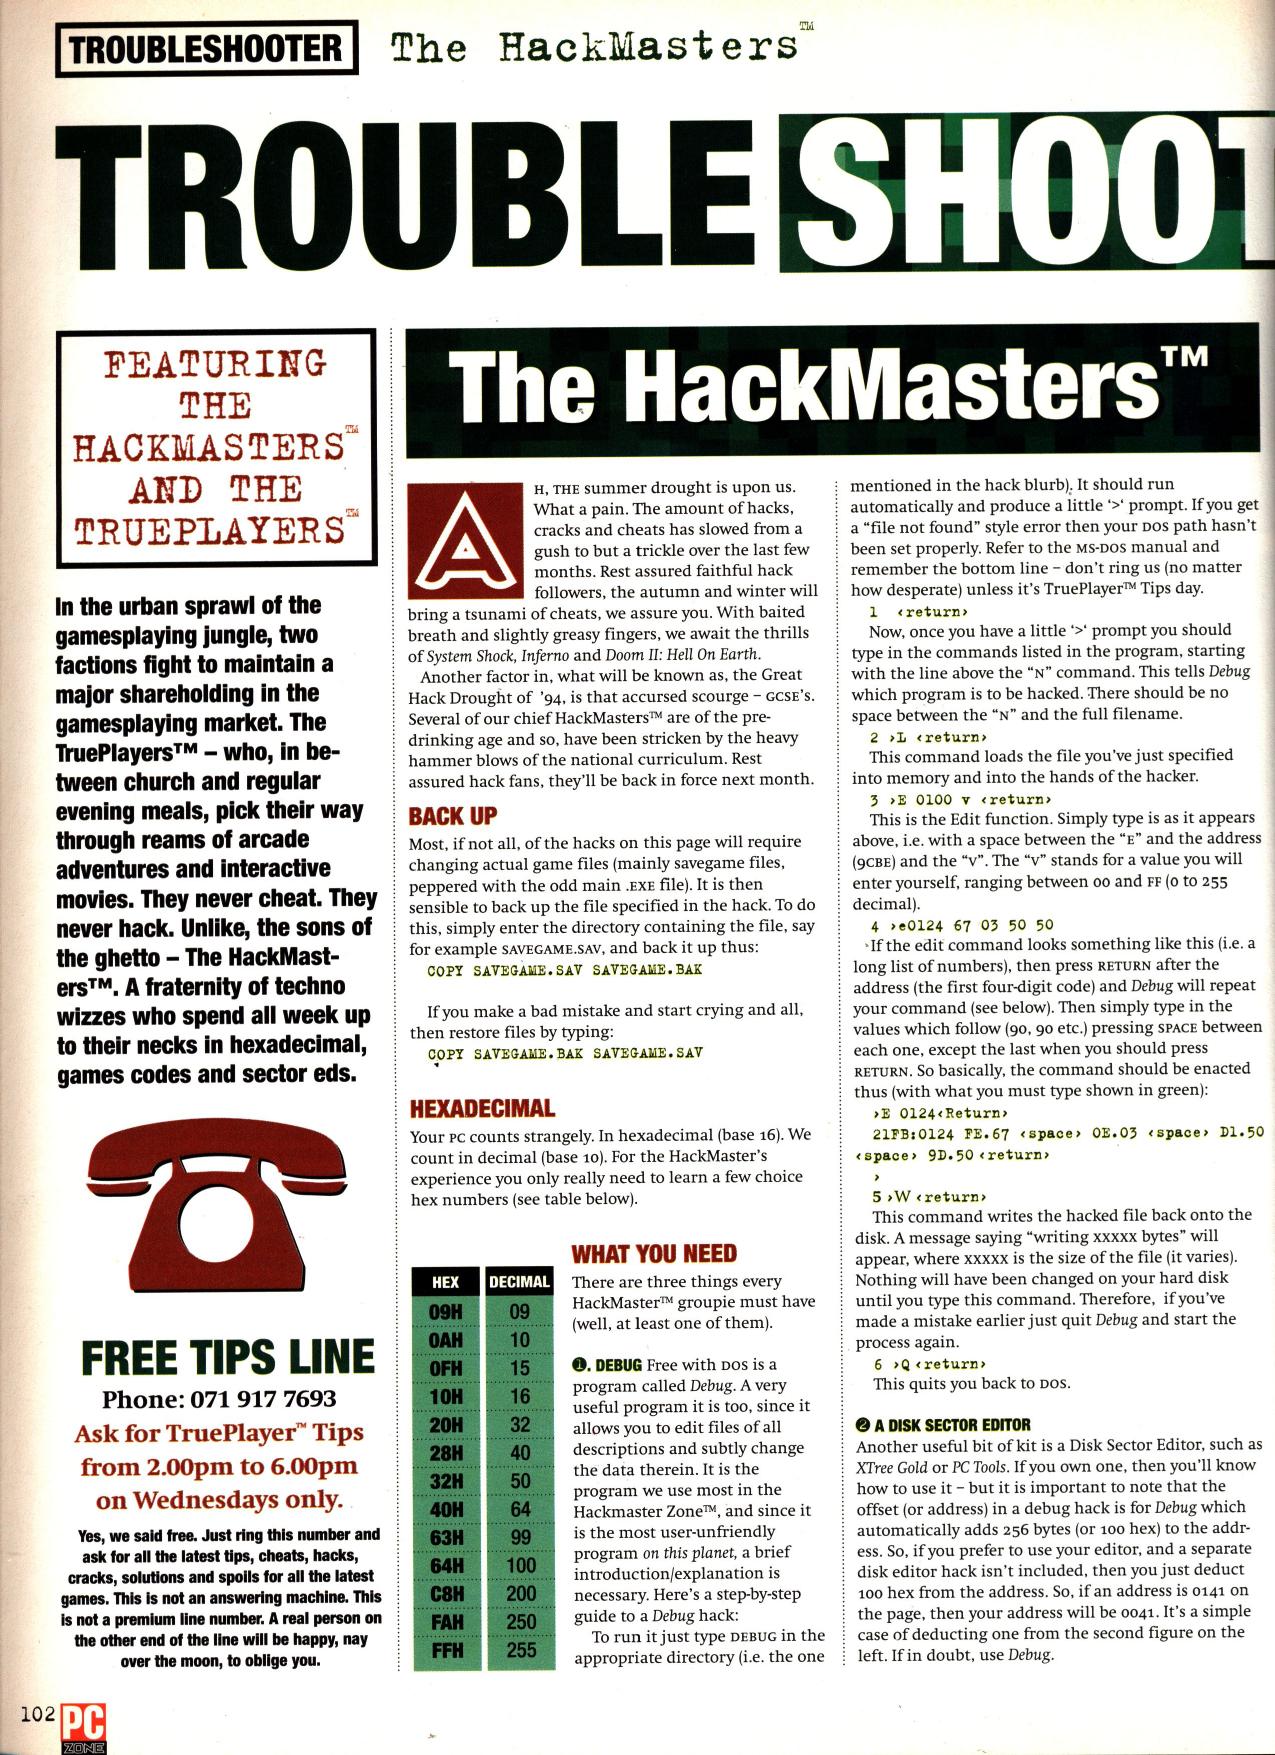 TROUBLESHOOTER The HackMasters™
TROUBLE SHOO
FEATURING
THE
HACKMASTERS™
AND THE
TRUEPLAYERS™
In the urban sprawl of the
gamesplaying jungle, two
factions fight to maintain a
major shareholding in the
gamesplaying market. The
TruePlayers™ – who, in be-
tween church and regular
evening meals, pick their way
through reams of arcade
adventures and interactive
movies. They never cheat. They
never hack. Unlike, the sons of
the ghetto – The HackMast-
ers™. A fraternity of techno
wizzes who spend all week up
to their necks in hexadecimal,
games codes and sector eds.
FREE TIPS LINE
Phone: 071 917 7693
Ask for TruePlayer™ Tips
from 2.00pm to 6.00pm
on Wednesdays only.
Yes, we said free. Just ring this number and
ask for all the latest tips, cheats, hacks,
cracks, solutions and spoils for all the latest
games. This is not an answering machine. This
is not a premium line number. A real person on
the other end of the line will be happy, nay
over the moon, to oblige you.
The HackMasters™
AH, THE summer drought is upon us.
What a pain. The amount of hacks,
cracks and cheats has slowed from a
gush to but a trickle over the last few
months. Rest assured faithful hack
followers, the autumn and winter will
bring a tsunami of cheats, we assure you. With baited
breath and slightly greasy fingers, we await the thrills
of System Shock, Inferno and Doom II: Hell On Earth.
Another factor in, what will be known as, the Great
Hack Drought of '94, is that accursed scourge – GCSE's.
Several of our chief HackMasters™ are of the pre-
drinking age and so, have been stricken by the heavy
hammer blows of the national curriculum. Rest
assured hack fans, they'll be back in force next month.
BACK UP
Most, if not all, of the hacks on this page will require
changing actual game files (mainly savegame files,
peppered with the odd main .EXE file). It is then
sensible to back up the file specified in the hack. To do
this, simply enter the directory containing the file, say
for example SAVEGAME.SAV, and back it up thus:
COPY SAVEGAME.SAV SAVEGAME.BAK
If you make a bad mistake and start crying and all,
then restore files by typing:
COPY SAVEGAME.BAK SAVEGAME.SAV
HEXADECIMAL
Your PC counts strangely. In hexadecimal (base 16). We
count in decimal (base 10). For the HackMaster's
experience you only really need to learn a few choice
hex numbers (see table below).
HEX DECIMAL
09H 09
0AH 10
0FH 15
10H 16
20H 32
28H 40
32H 50
40H 64
63H 99
64H 100
C8H 200
FAH 250
FFH 255
WHAT YOU NEED
There are three things every
HackMaster™ groupie must have
(well, at least one of them).
❶. DEBUG Free with DOS is a
program called Debug. A very
useful program it is too, since it
allows you to edit files of all
descriptions and subtly change
the data therein. It is the
program we use most in the
Hackmaster Zone™, and since it
is the most user-unfriendly
program on this planet, a brief
introduction/explanation is
necessary. Here's a step-by-step
guide to a Debug hack:
To run it just type DEBUG in the
appropriate directory (i.e. the one
mentioned in the hack blurb). It should run
automatically and produce a little '>' prompt. If you get
a "file not found" style error then your DOS path hasn't
been set properly. Refer to the MS-DOS manual and
remember the bottom line – don't ring us (no matter
how desperate) unless it's TruePlayer™ Tips day.
1 <return>
Now, once you have a little '>' prompt you should
type in the commands listed in the program, starting
with the line above the "N" command. This tells Debug
which program is to be hacked. There should be no
space between the "N" and the full filename.
2 >L <return>
This command loads the file you've just specified
into memory and into the hands of the hacker.
3 >E 0100 v <return>
This is the Edit function. Simply type is as it appears
above, i.e. with a space between the "E" and the address
(9CBE) and the "V". The "V" stands for a value you will
enter yourself, ranging between 00 and FF (0 to 255
decimal).
4 >e0124 67 03 50 50
If the edit command looks something like this (i.e. a
long list of numbers), then press RETURN after the
address (the first four-digit code) and Debug will repeat
your command (see below). Then simply type in the
values which follow (90, 90 etc.) pressing SPACE between
each one, except the last when you should press
RETURN. So basically, the command should be enacted
thus (with what you must type shown in green):
>E 0124<Return>
21FB:0124 FE.67 <space> 0E.03 <space> D1.50
<space> 9D.50 <return>
>
5 >W <return>
This command writes the hacked file back onto the
disk. A message saying "writing xxxxx bytes" will
appear, where xxxxx is the size of the file (it varies).
Nothing will have been changed on your hard disk
until you type this command. Therefore, if you've
made a mistake earlier just quit Debug and start the
process again.
6 >Q <return>
This quits you back to DOS.
❷ A DISK SECTOR EDITOR
Another useful bit of kit is a Disk Sector Editor, such as
XTree Gold or PC Tools. If you own one, then you'll know
how to use it – but it is important to note that the
offset (or address) in a debug hack is for Debug which
automatically adds 256 bytes (or 100 hex) to the addr-
ess. So, if you prefer to use your editor, and a separate
disk editor hack isn't included, then you just deduct
100 hex from the address. So, if an address is 0141 on
the page, then your address will be 0041. It's a simple
case of deducting one from the second figure on the
left. If in doubt, use Debug.
102 PC
ZONE